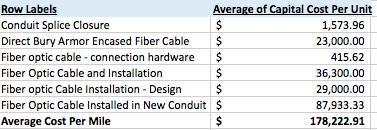 Row Labels Average of Capital Cost Per Unit
Conduit Splice Closure $ 1,573.96
Direct Bury Armor Encased Fiber Cable $ 23,000.00
Fiber optic cable - connection hardware $ 415.62
Fiber Optic Cable and Installation $ 36,300.00
Fiber optic Cable Installation - Design $ 29,000.00
Fiber Optic Cable Installed in New Conduit $ 87,933.33
Average Cost Per Mile $ 178,222.91